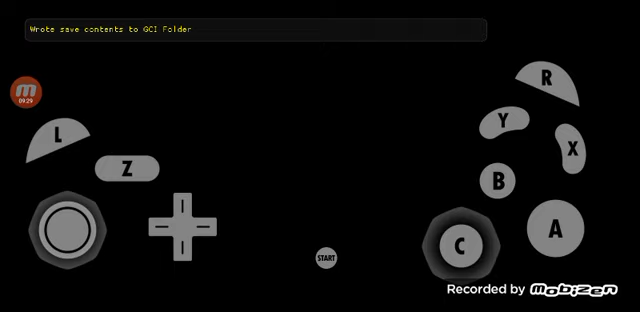 Wrote save contents to GCI Folder
R
m
09:29
Y
L
X
Z
B
A
C
START
Recorded by Mobizen